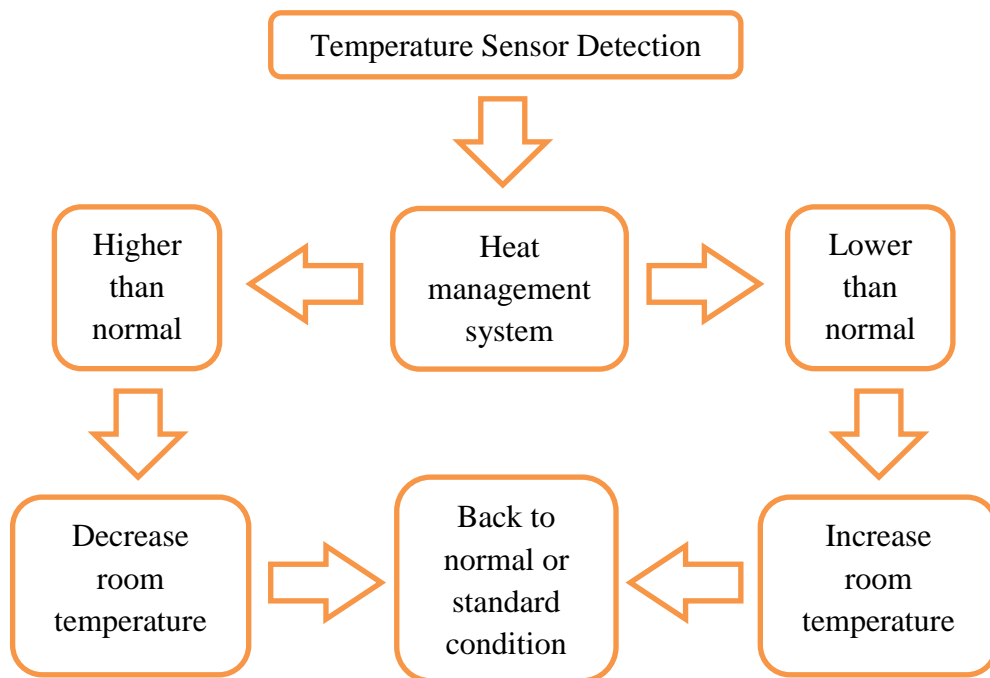 Temperature Sensor Detection
Higher
than
normal
Heat
management
system
Lower
than
normal
Decrease
room
temperature
Back to
normal or
standard
condition
Increase
room
temperature